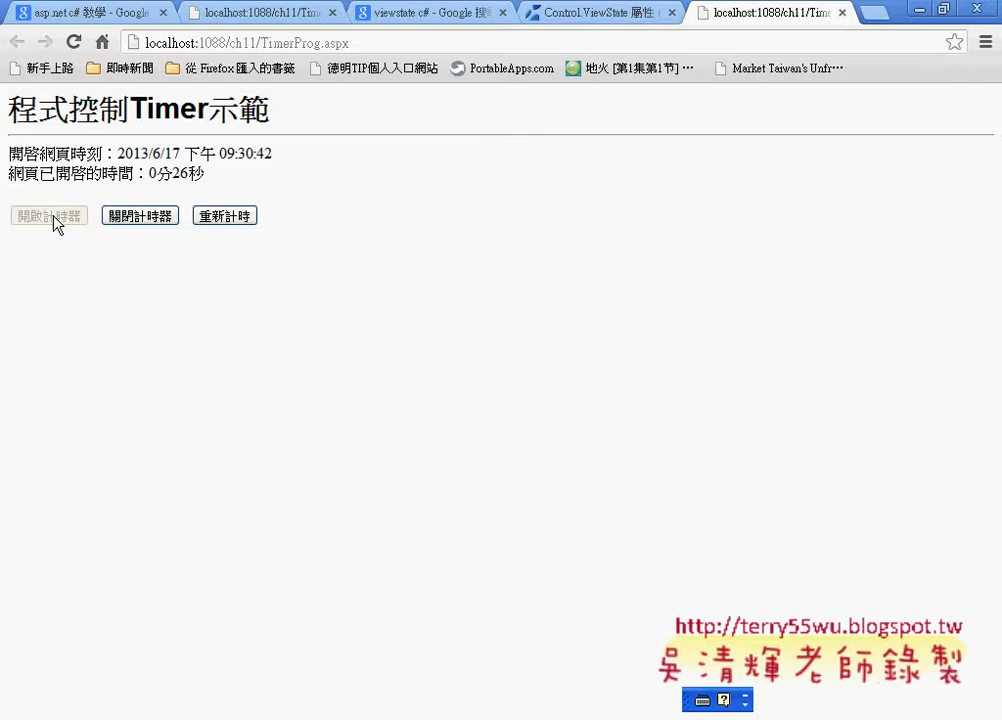 asp.net c# 教學 - Google
localhost:1088/ch11/Time
viewstate c# - Google 搜
Control.ViewState 屬性 (
localhost:1088/ch11/Time
localhost:1088/ch11/TimerProg.aspx
新手上路
即時新聞
從 Firefox 匯入的書籤
德明TIP個人入口網站
PortableApps.com
地火 [第1集第1节] ···
Market Taiwan's Unfr···
程式控制Timer示範
開啓網頁時刻：2013/6/17 下午 09:30:42
網頁已開啓的時間：0分26秒
開啟計時器
關閉計時器
重新計時
http://terry55wu.blogspot.tw
吳清輝老師錄製